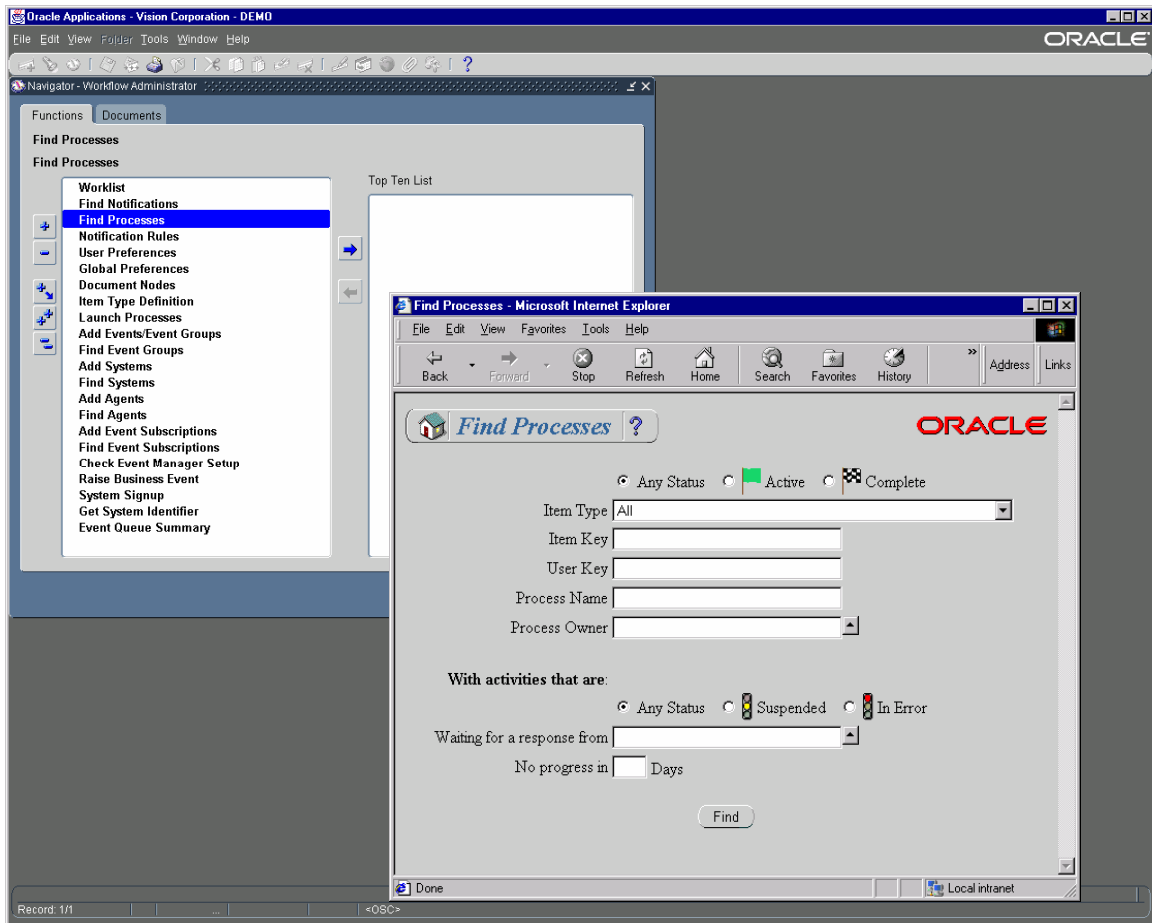 Oracle Applications - Vision Corporation - DEMO
File Edit View Folder Tools Window Help
ORACLE
Navigator - Workflow Administrator
Functions Documents
Find Processes
Find Processes
Top Ten List
Worklist
Find Notifications
Find Processes
Notification Rules
User Preferences
Global Preferences
Document Nodes
Item Type Definition
Launch Processes
Add Events/Event Groups
Find Event Groups
Add Systems
Find Systems
Add Agents
Find Agents
Add Event Subscriptions
Find Event Subscriptions
Check Event Manager Setup
Raise Business Event
System Signup
Get System Identifier
Event Queue Summary
Find Processes - Microsoft Internet Explorer
File Edit View Favorites Tools Help
Back Forward Stop Refresh Home Search Favorites History » Address Links
Find Processes ?
ORACLE
Any Status Active Complete
Item Type All
Item Key
User Key
Process Name
Process Owner
With activities that are:
Any Status Suspended In Error
Waiting for a response from
No progress in Days
Find
Done Local intranet
Record: 1/1 ... <OSC>